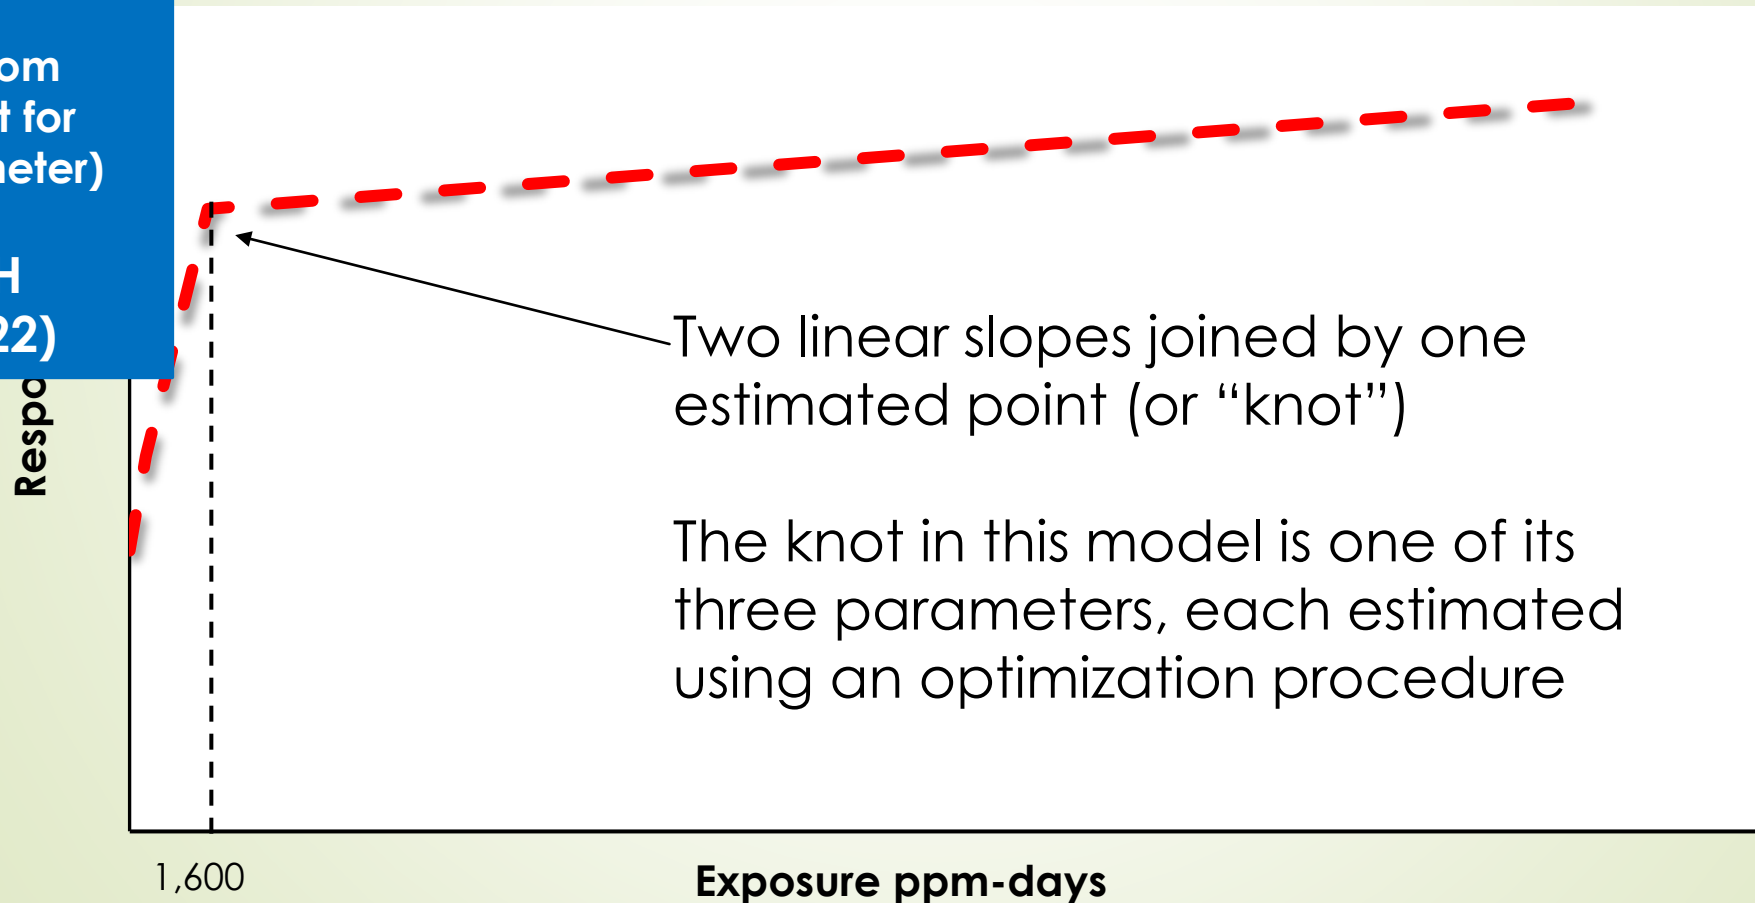 om
t for
neter)
H
22)
Respo
Two linear slopes joined by one
estimated point (or “knot”)
The knot in this model is one of its
three parameters, each estimated
using an optimization procedure
1,600
Exposure ppm-days